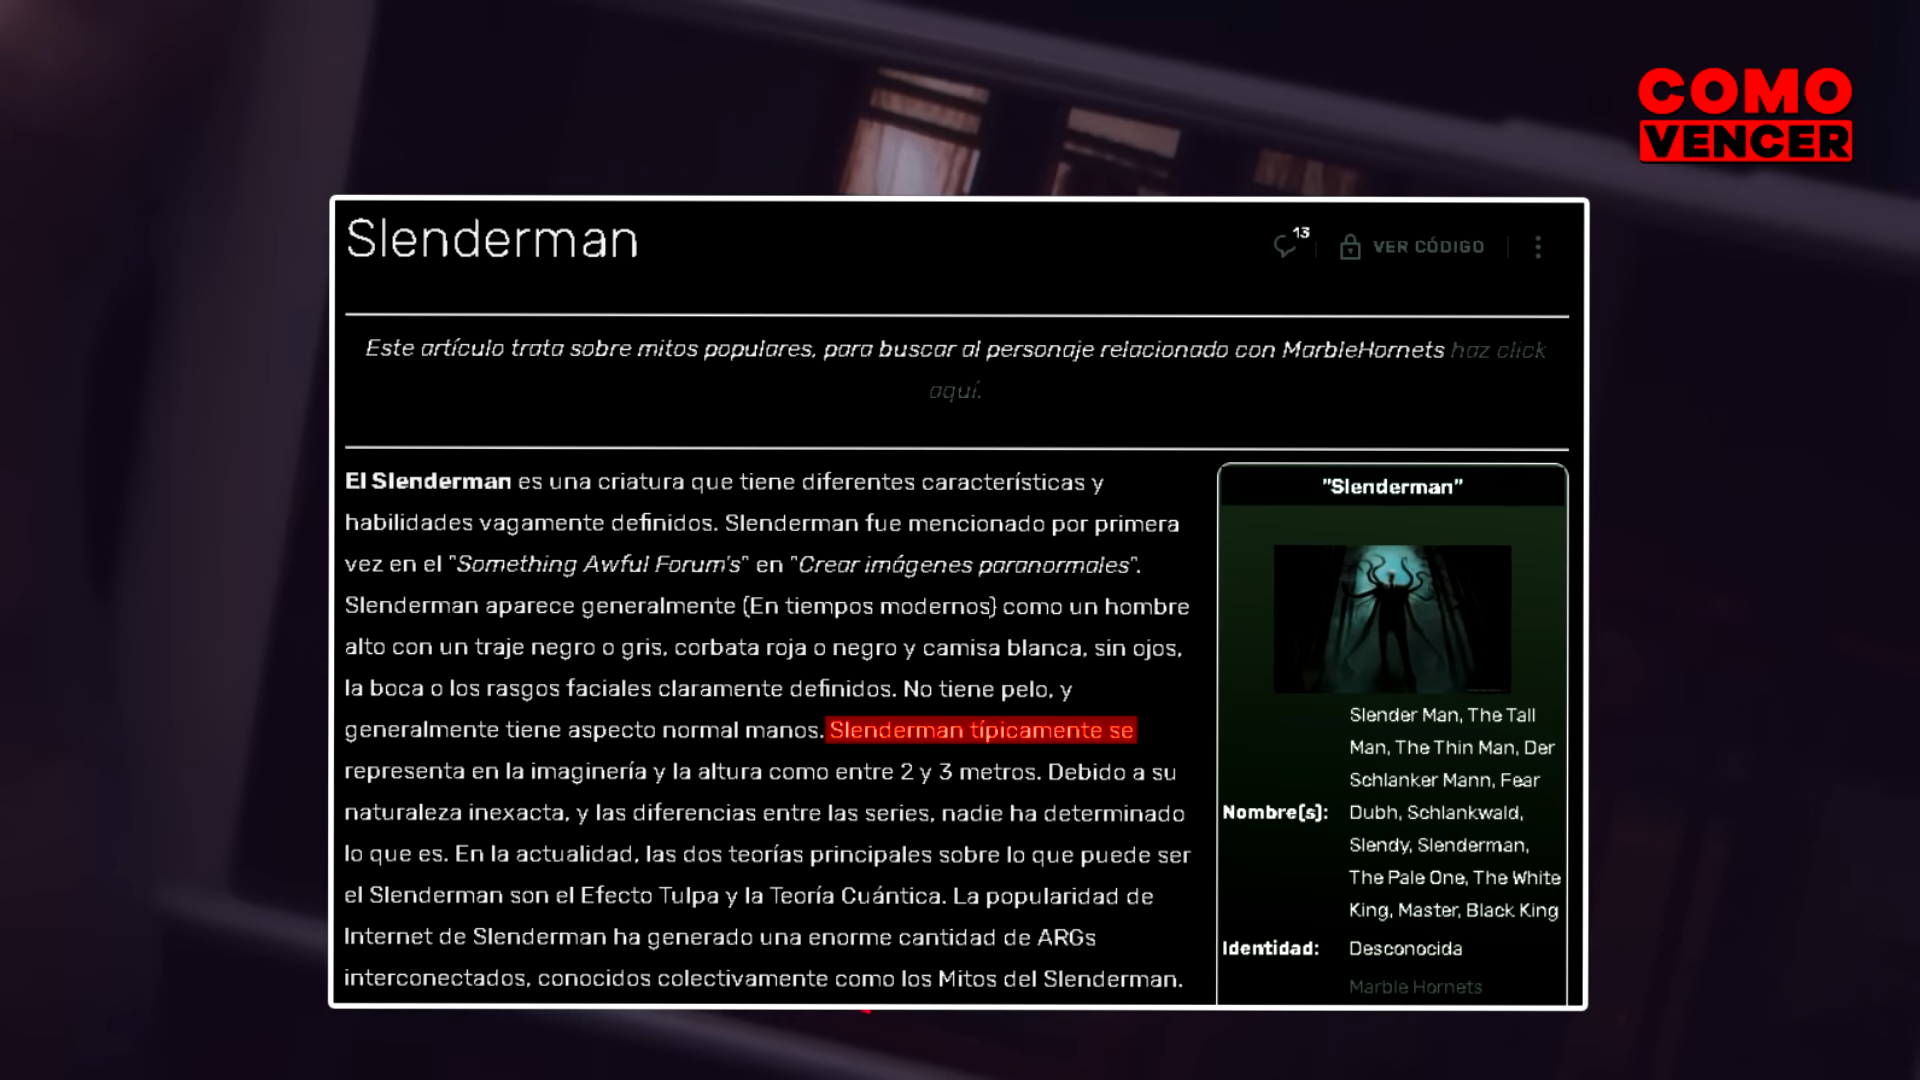 COMO
VENCER
Slenderman
13
VER CÓDIGO
Este artículo trata sobre mitos populares, para buscar al personaje relacionado con MarbleHornets haz click
aquí.
El Slenderman es una criatura que tiene diferentes características y
habilidades vagamente definidos. Slenderman fue mencionado por primera
vez en el "Something Awful Forum's" en "Crear imágenes paranormales".
Slenderman aparece generalmente (En tiempos modernos) como un hombre
alto con un traje negro o gris, corbata roja o negro y camisa blanca, sin ojos,
la boca o los rasgos faciales claramente definidos. No tiene pelo, y
generalmente tiene aspecto normal manos. Slenderman típicamente se
representa en la imaginería y la altura como entre 2 y 3 metros. Debido a su
naturaleza inexacta, y las diferencias entre las series, nadie ha determinado
lo que es. En la actualidad, las dos teorías principales sobre lo que puede ser
el Slenderman son el Efecto Tulpa y la Teoría Cuántica. La popularidad de
Internet de Slenderman ha generado una enorme cantidad de ARGs
interconectados, conocidos colectivamente como los Mitos del Slenderman.
"Slenderman"
Nombre(s):
Slender Man, The Tall
Man, The Thin Man, Der
Schlanker Mann, Fear
Dubh, Schlankwald,
Slendy, Slenderman,
The Pale One, The White
King, Master, Black King
Identidad: Desconocida
Marble Hornets